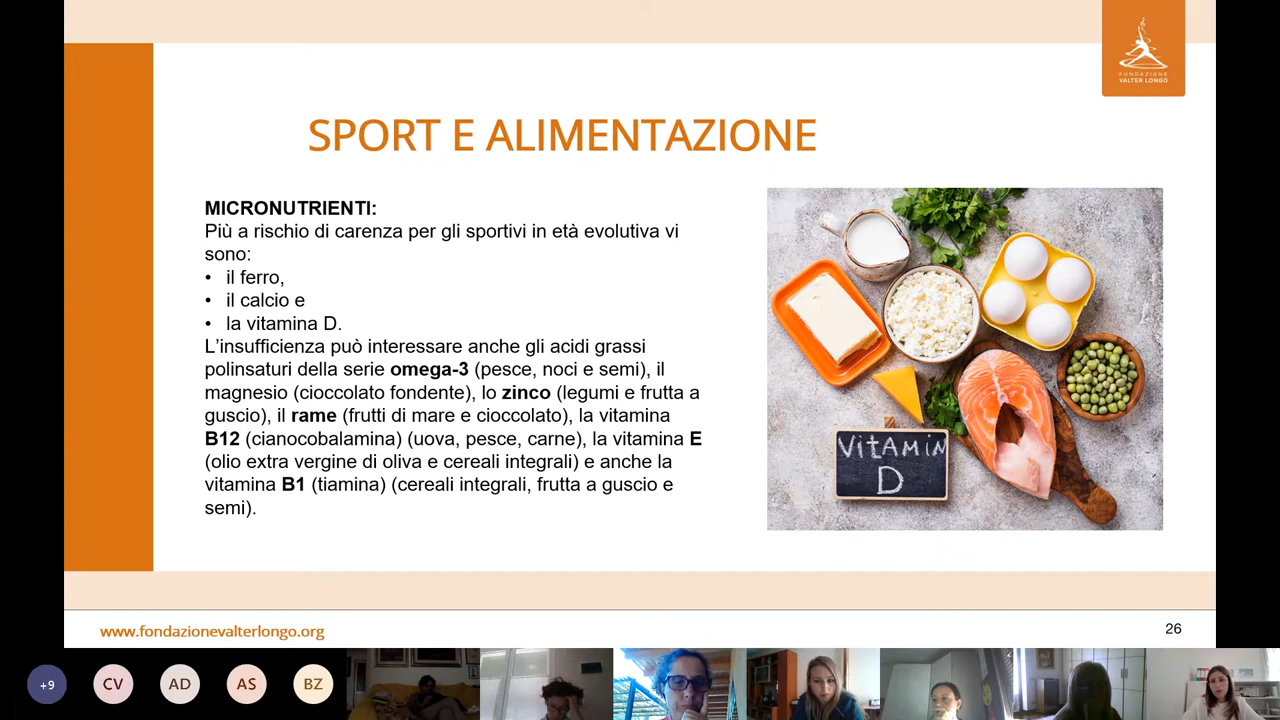 FONDAZIONE
VALTER LONGO
SPORT E ALIMENTAZIONE
MICRONUTRIENTI:
Più a rischio di carenza per gli sportivi in età evolutiva vi
sono:
• il ferro,
• il calcio e
• la vitamina D.
L’insufficienza può interessare anche gli acidi grassi
polinsaturi della serie omega-3 (pesce, noci e semi), il
magnesio (cioccolato fondente), lo zinco (legumi e frutta a
guscio), il rame (frutti di mare e cioccolato), la vitamina
B12 (cianocobalamina) (uova, pesce, carne), la vitamina E
(olio extra vergine di oliva e cereali integrali) e anche la
vitamina B1 (tiamina) (cereali integrali, frutta a guscio e
semi).
VITAMIN
D
www.fondazionevalterlongo.org
26
+9
CV
AD
AS
BZ